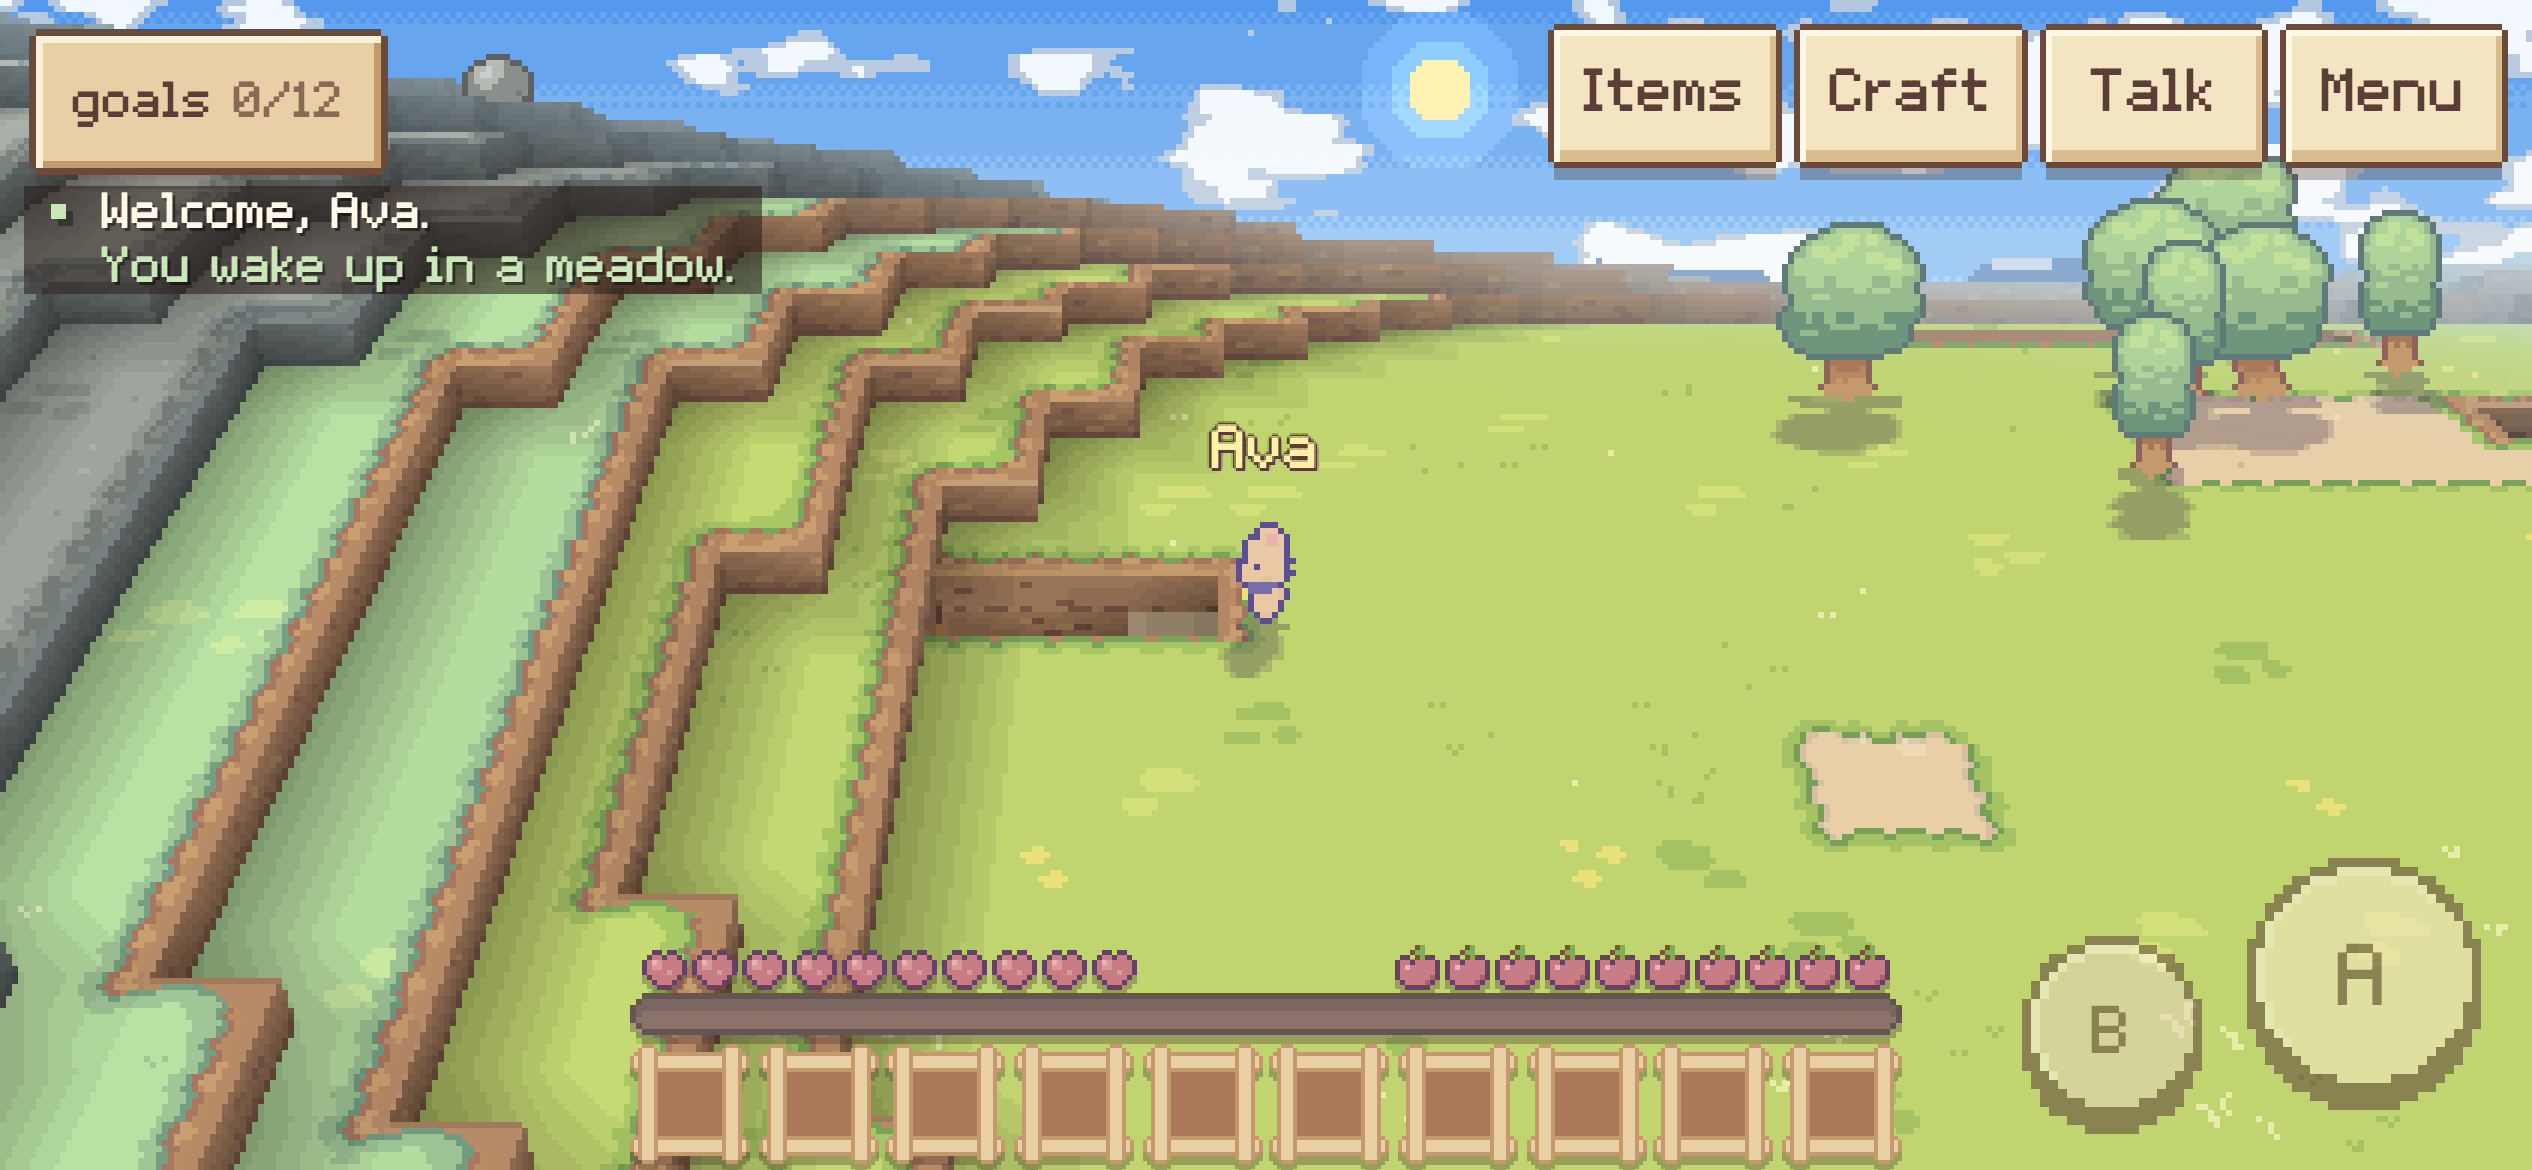 goals 0/12
Items
Craft
Talk
Menu
Welcome, Ava.
You wake up in a meadow.
Ava
A
B